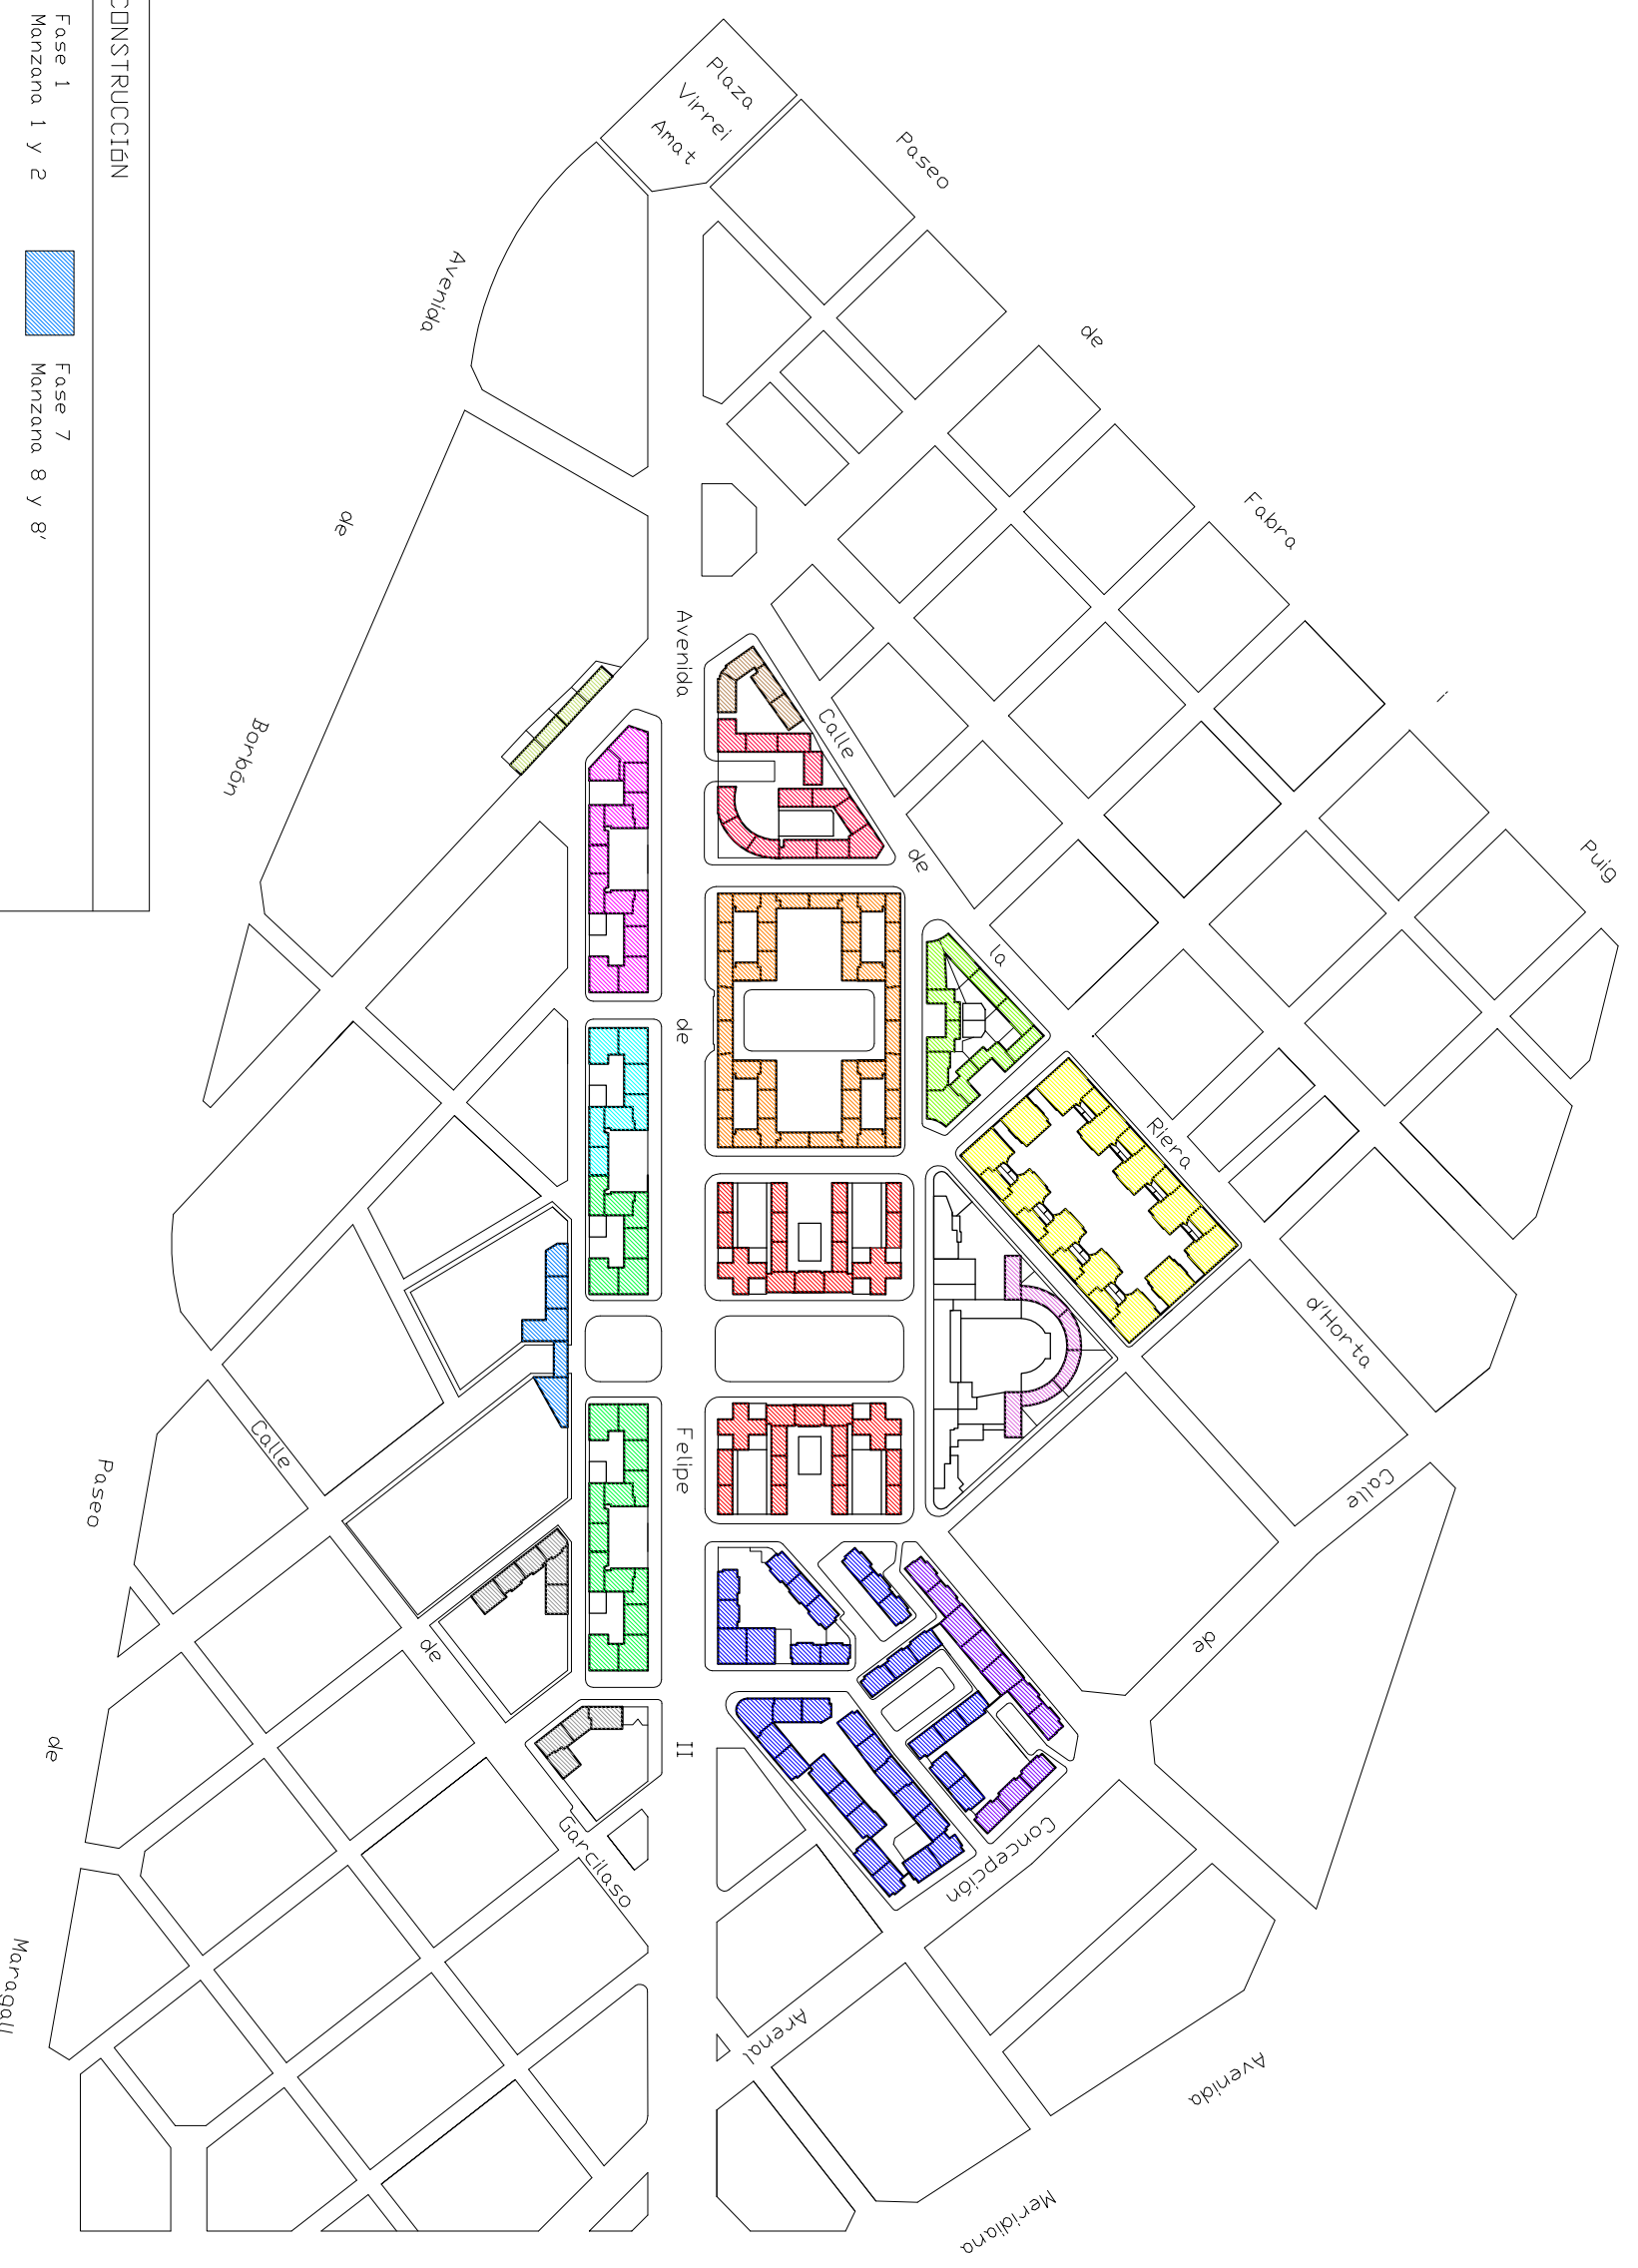 CONSTRUCCIÓN
Fase 1
Manzana 1 y 2
Fase 7
Manzana 8 y 8'
Plaza
Virrei
Amat
Paseo
de
Fabra
i
Puig
Avenida
de
Borbón
Avenida
de
Felipe
II
Calle
de
la
Riera
d'Horta
Calle
de
Concepción
Arenal
Calle
de
Garcilaso
Paseo
de
Maragall
Avenida
Meridiana